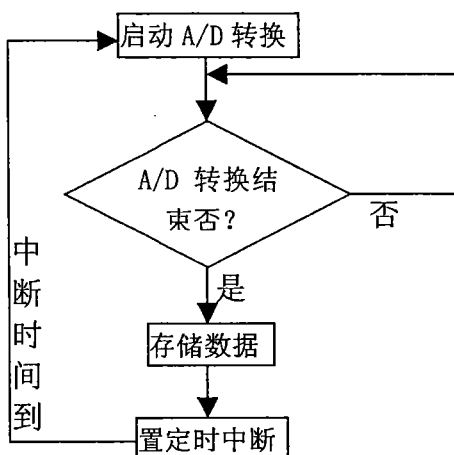 启动 A/D 转换
A/D 转换结
束否?
否
是
存储数据
置定时中断
中断时间到